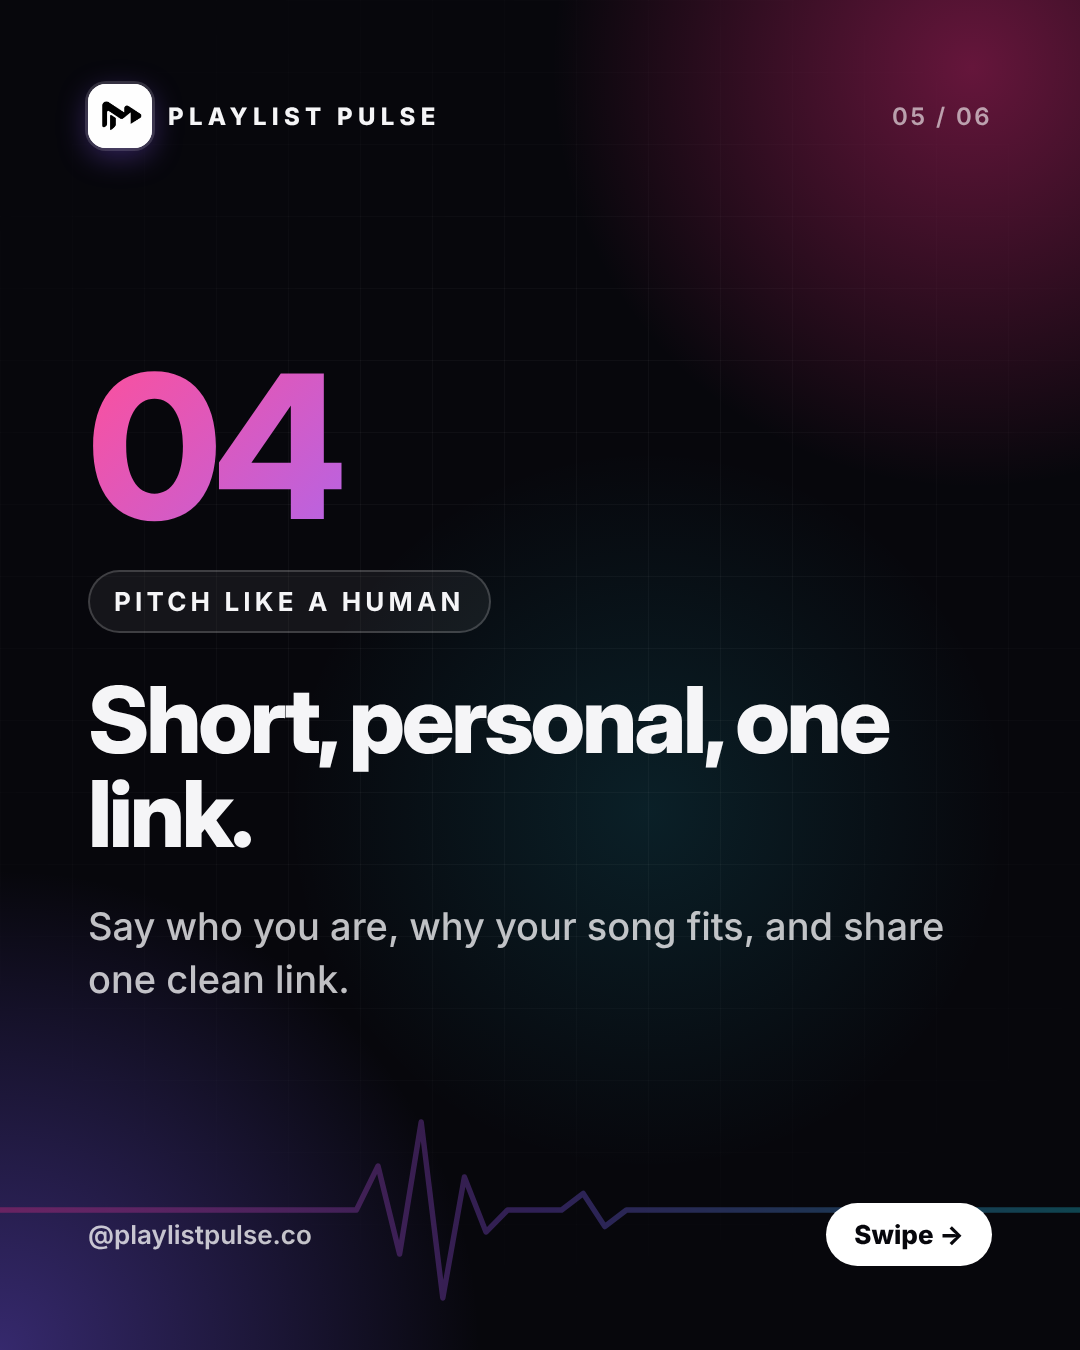 PLAYLIST PULSE
05 / 06
04
PITCH LIKE A HUMAN
Short, personal, one
link.
Say who you are, why your song fits, and share
one clean link.
@playlistpulse.co
Swipe →